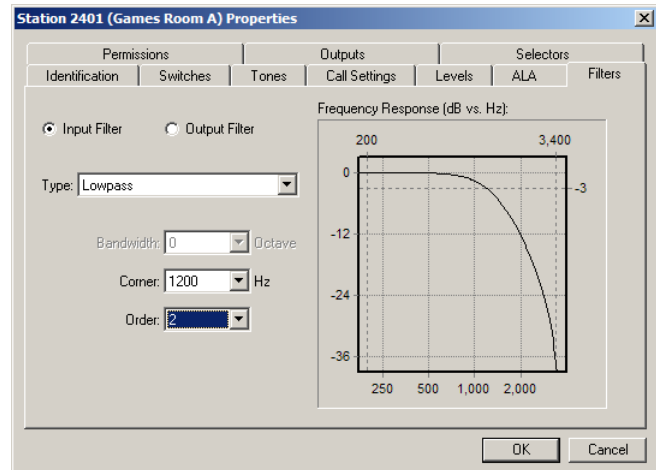 Station 2401 (Games Room A) Properties
Permissions Outputs Selectors
Identification Switches Tones Call Settings Levels ALA Filters
Input Filter Output Filter
Type: Lowpass
Bandwidth: 0 Octave
Corner: 1200 Hz
Order: 2
Frequency Response (dB vs. Hz):
200 3,400
0
-3
-12
-24
-36
250 500 1,000 2,000
OK Cancel